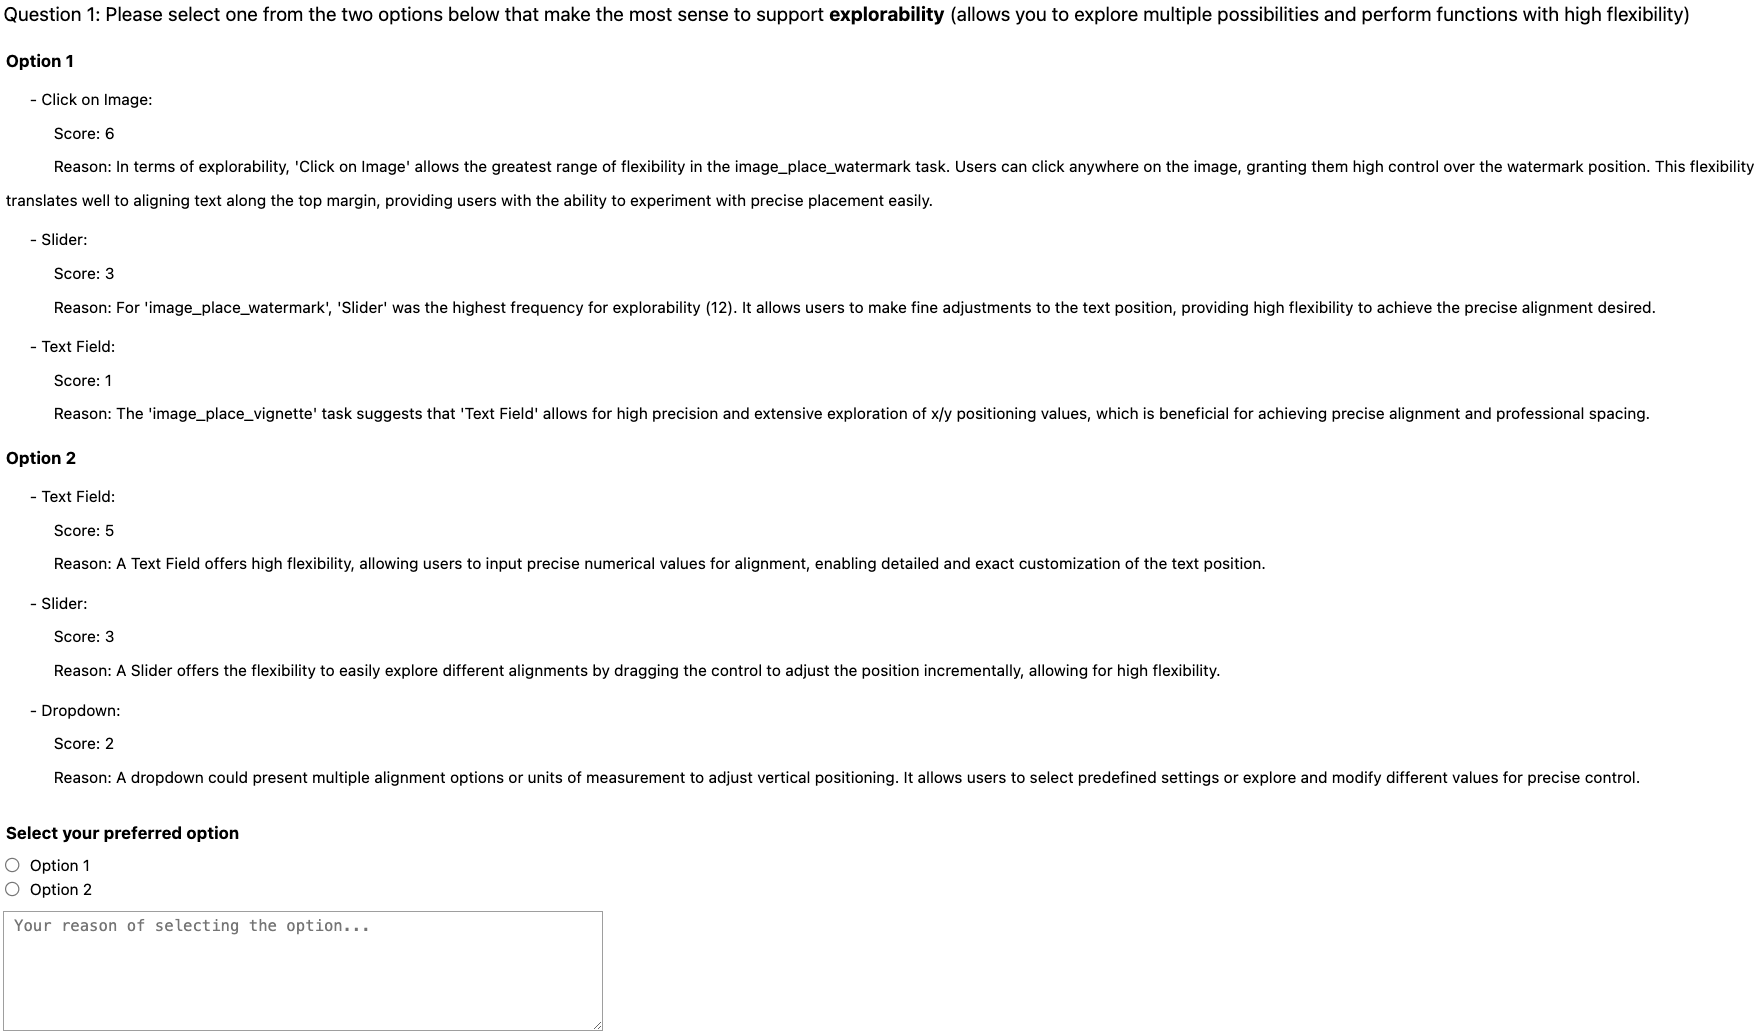 Question 1: Please select one from the two options below that make the most sense to support explorability (allows you to explore multiple possibilities and perform functions with high flexibility)
Option 1
- Click on Image:
Score: 6
Reason: In terms of explorability, 'Click on Image' allows the greatest range of flexibility in the image_place_watermark task. Users can click anywhere on the image, granting them high control over the watermark position. This flexibility
translates well to aligning text along the top margin, providing users with the ability to experiment with precise placement easily.
- Slider:
Score: 3
Reason: For 'image_place_watermark', 'Slider' was the highest frequency for explorability (12). It allows users to make fine adjustments to the text position, providing high flexibility to achieve the precise alignment desired.
- Text Field:
Score: 1
Reason: The 'image_place_vignette' task suggests that 'Text Field' allows for high precision and extensive exploration of x/y positioning values, which is beneficial for achieving precise alignment and professional spacing.
Option 2
- Text Field:
Score: 5
Reason: A Text Field offers high flexibility, allowing users to input precise numerical values for alignment, enabling detailed and exact customization of the text position.
- Slider:
Score: 3
Reason: A Slider offers the flexibility to easily explore different alignments by dragging the control to adjust the position incrementally, allowing for high flexibility.
- Dropdown:
Score: 2
Reason: A dropdown could present multiple alignment options or units of measurement to adjust vertical positioning. It allows users to select predefined settings or explore and modify different values for precise control.
Select your preferred option
Option 1
Option 2
Your reason of selecting the option...